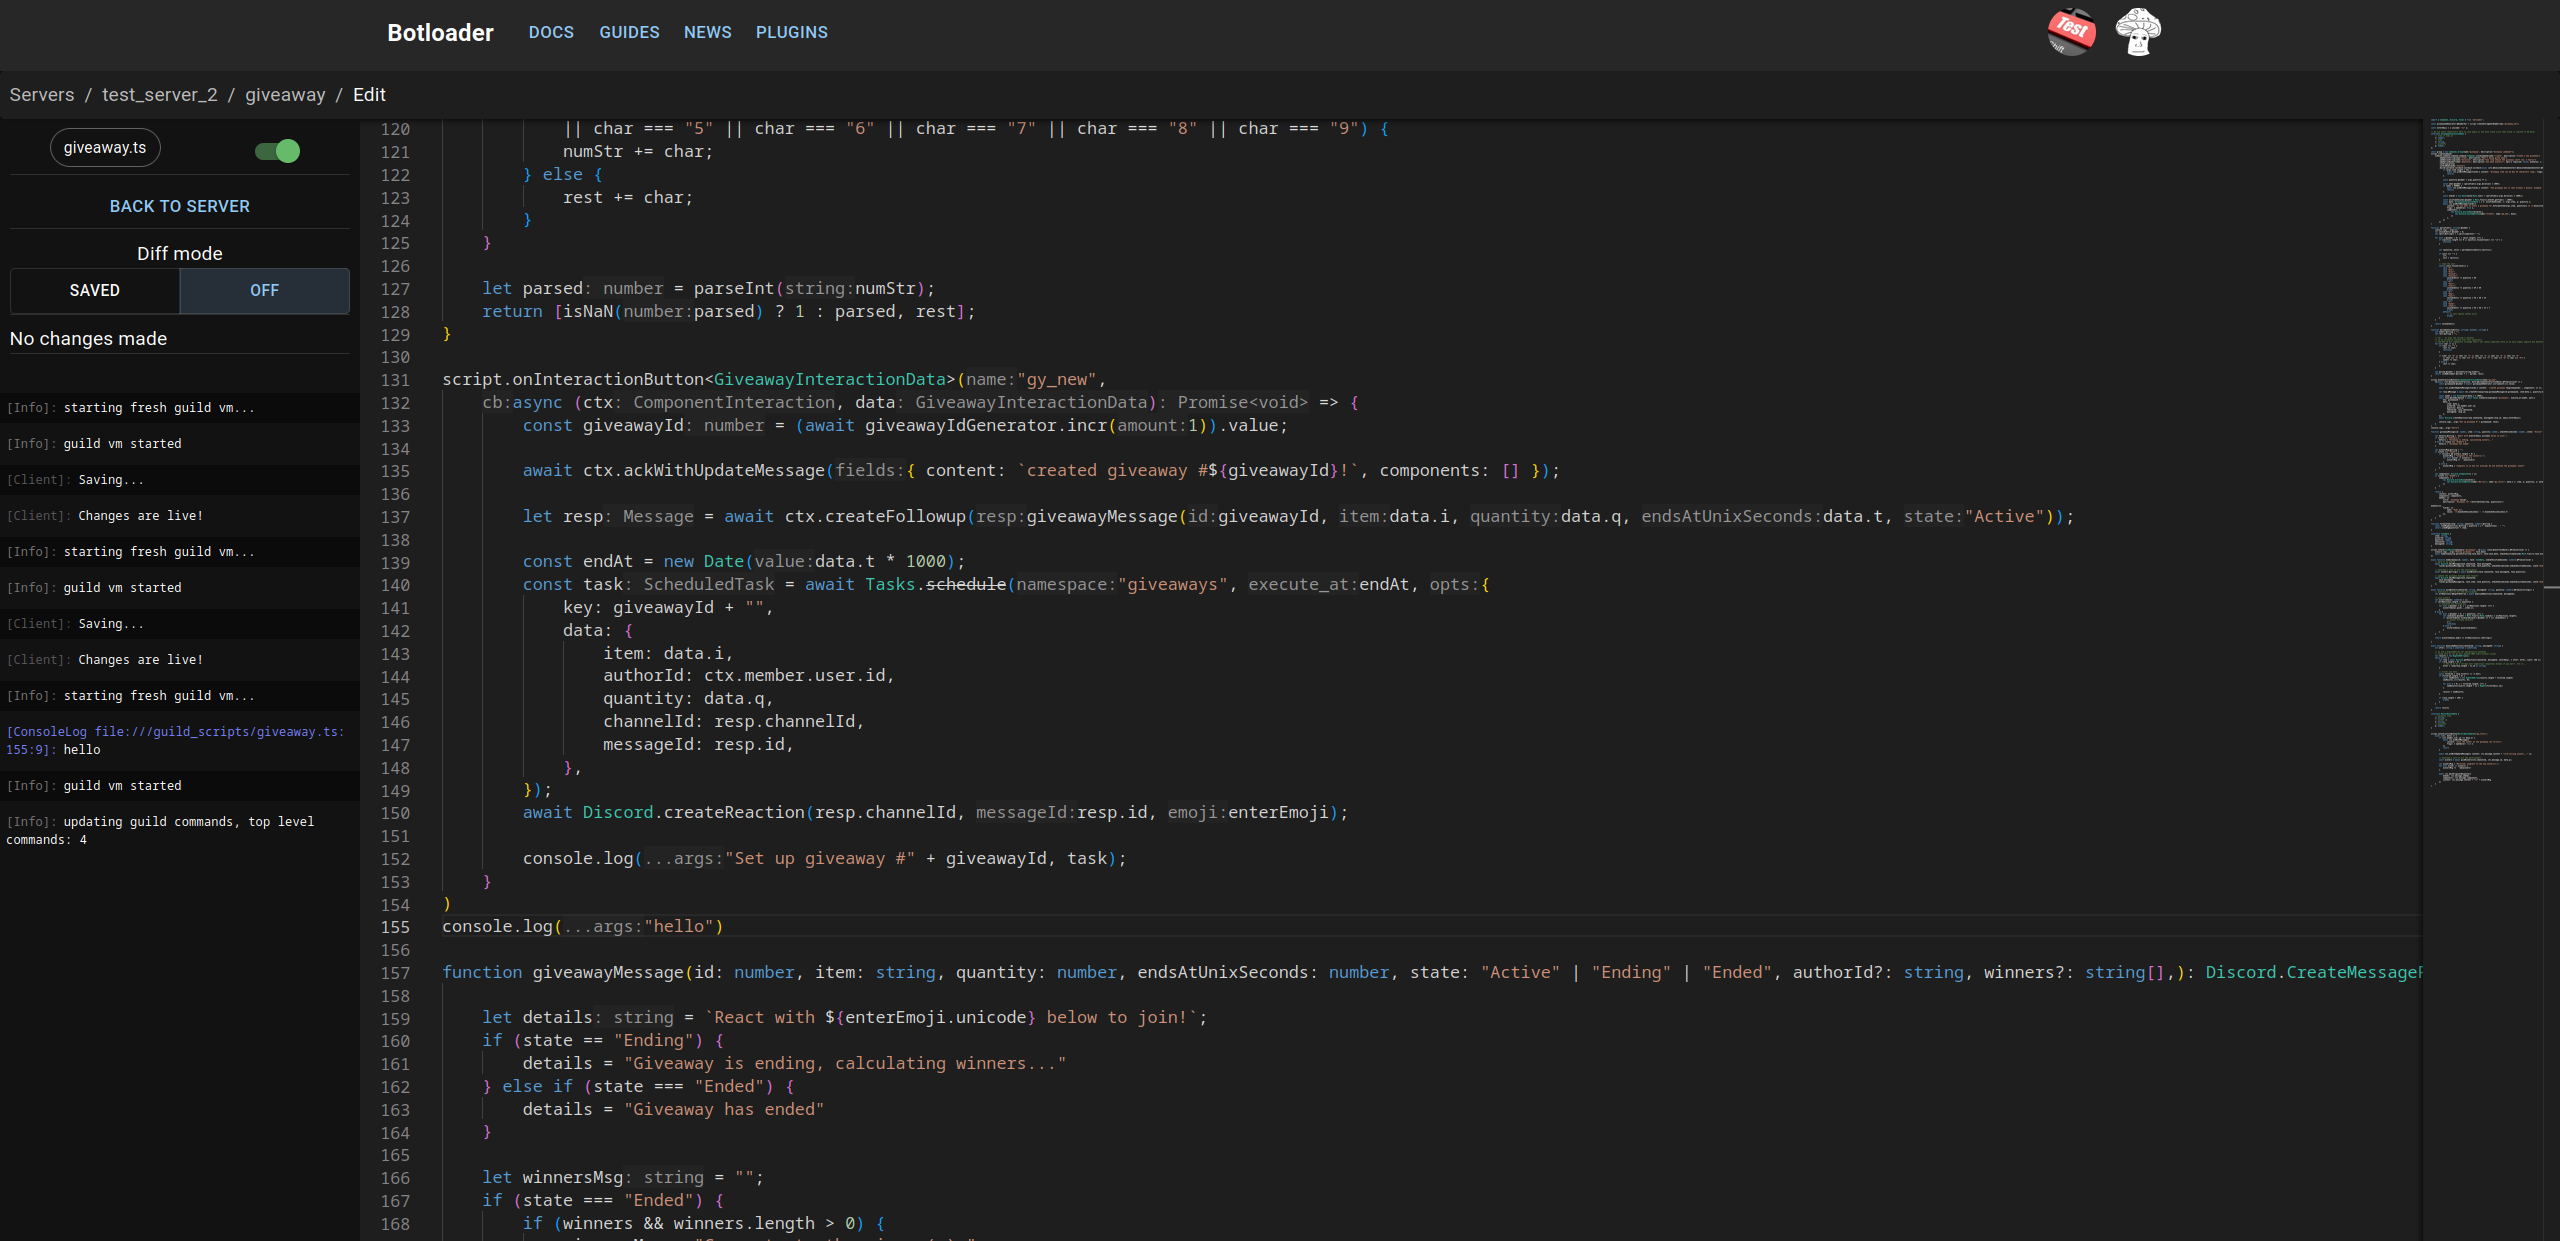 Botloader DOCS GUIDES NEWS PLUGINS
Test
Shift
Servers / test_server_2 / giveaway / Edit
giveaway.ts
BACK TO SERVER
Diff mode
SAVED OFF
No changes made
[Info]: starting fresh guild vm...
[Info]: guild vm started
[Client]: Saving...
[Client]: Changes are live!
[Info]: starting fresh guild vm...
[Info]: guild vm started
[Client]: Saving...
[Client]: Changes are live!
[Info]: starting fresh guild vm...
[ConsoleLog file:///guild_scripts/giveaway.ts:
155:9]: hello
[Info]: guild vm started
[Info]: updating guild commands, top level
commands: 4
120 || char === "5" || char === "6" || char === "7" || char === "8" || char === "9") {
121 numStr += char;
122 } else {
123 rest += char;
124 }
125 }
126
127 let parsed: number = parseInt(string:numStr);
128 return [isNaN(number:parsed) ? 1 : parsed, rest];
129 }
130
131 script.onInteractionButton<GiveawayInteractionData>(name:"gy_new",
132 cb:async (ctx: ComponentInteraction, data: GiveawayInteractionData): Promise<void> => {
133 const giveawayId: number = (await giveawayIdGenerator.incr(amount:1)).value;
134
135 await ctx.ackWithUpdateMessage(fields:{ content: `created giveaway #${giveawayId}!`, components: [] });
136
137 let resp: Message = await ctx.createFollowup(resp:giveawayMessage(id:giveawayId, item:data.i, quantity:data.q, endsAtUnixSeconds:data.t, state:"Active"));
138
139 const endAt = new Date(value:data.t * 1000);
140 const task: ScheduledTask = await Tasks.schedule(namespace:"giveaways", execute_at:endAt, opts:{
141 key: giveawayId + "",
142 data: {
143 item: data.i,
144 authorId: ctx.member.user.id,
145 quantity: data.q,
146 channelId: resp.channelId,
147 messageId: resp.id,
148 },
149 });
150 await Discord.createReaction(resp.channelId, messageId:resp.id, emoji:enterEmoji);
151
152 console.log(...args:"Set up giveaway #" + giveawayId, task);
153 }
154 )
155 console.log(...args:"hello")
156
157 function giveawayMessage(id: number, item: string, quantity: number, endsAtUnixSeconds: number, state: "Active" | "Ending" | "Ended", authorId?: string, winners?: string[],): Discord.CreateMessage
158
159 let details: string = `React with ${enterEmoji.unicode} below to join!`;
160 if (state == "Ending") {
161 details = "Giveaway is ending, calculating winners..."
162 } else if (state === "Ended") {
163 details = "Giveaway has ended"
164 }
165
166 let winnersMsg: string = "";
167 if (state === "Ended") {
168 if (winners && winners.length > 0) {